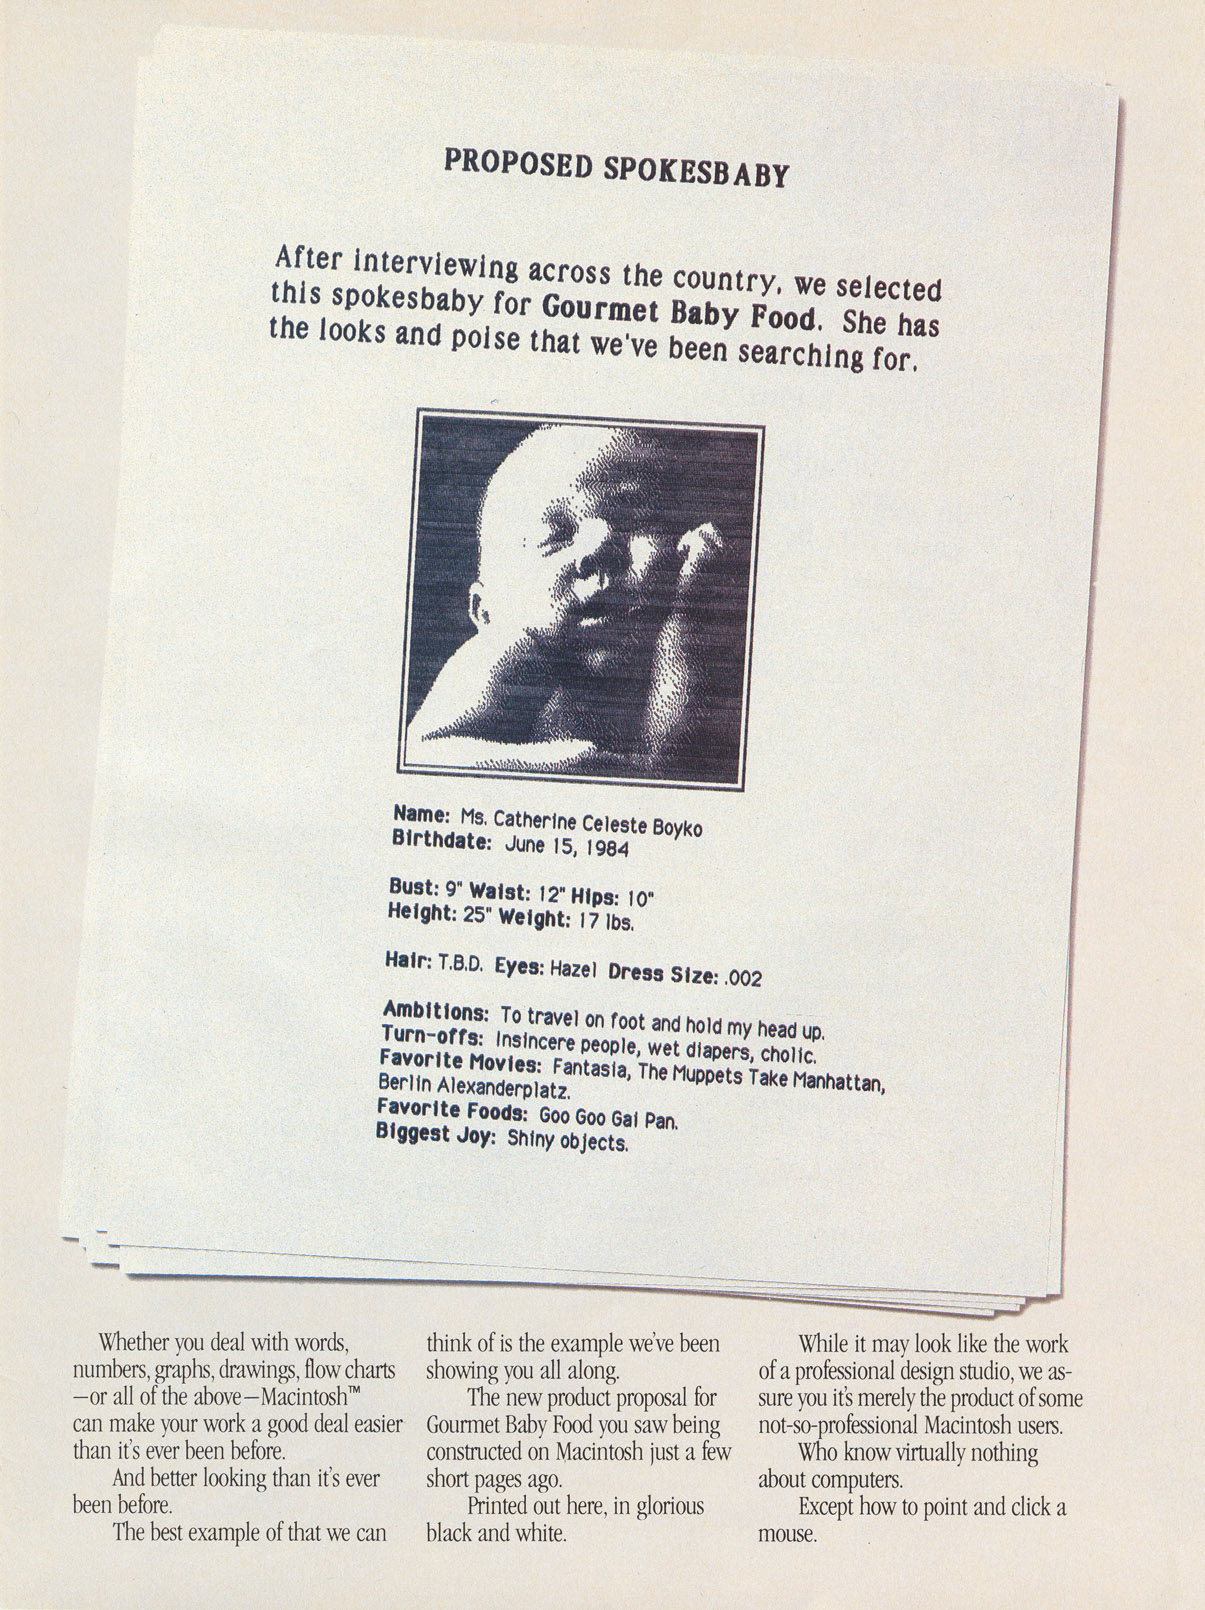 PROPOSED SPOKESBABY
After interviewing across the country, we selected
this spokesbaby for Gourmet Baby Food. She has
the looks and poise that we've been searching for.
Name: Ms. Catherine Celeste Boyko
Birthdate: June 15, 1984
Bust: 9" Waist: 12" Hips: 10"
Height: 25" Weight: 17 lbs.
Hair: T.B.D. Eyes: Hazel Dress Size: .002
Ambitions: To travel on foot and hold my head up.
Turn-offs: Insincere people, wet diapers, cholic.
Favorite Movies: Fantasia, The Muppets Take Manhattan,
Berlin Alexanderplatz.
Favorite Foods: Goo Goo Gai Pan.
Biggest Joy: Shiny objects.
Whether you deal with words,
numbers, graphs, drawings, flow charts
—or all of the above—Macintosh™
can make your work a good deal easier
than it's ever been before.
And better looking than it's ever
been before.
The best example of that we can
think of is the example we've been
showing you all along.
The new product proposal for
Gourmet Baby Food you saw being
constructed on Macintosh just a few
short pages ago.
Printed out here, in glorious
black and white.
While it may look like the work
of a professional design studio, we as-
sure you it's merely the product of some
not-so-professional Macintosh users.
Who know virtually nothing
about computers.
Except how to point and click a
mouse.